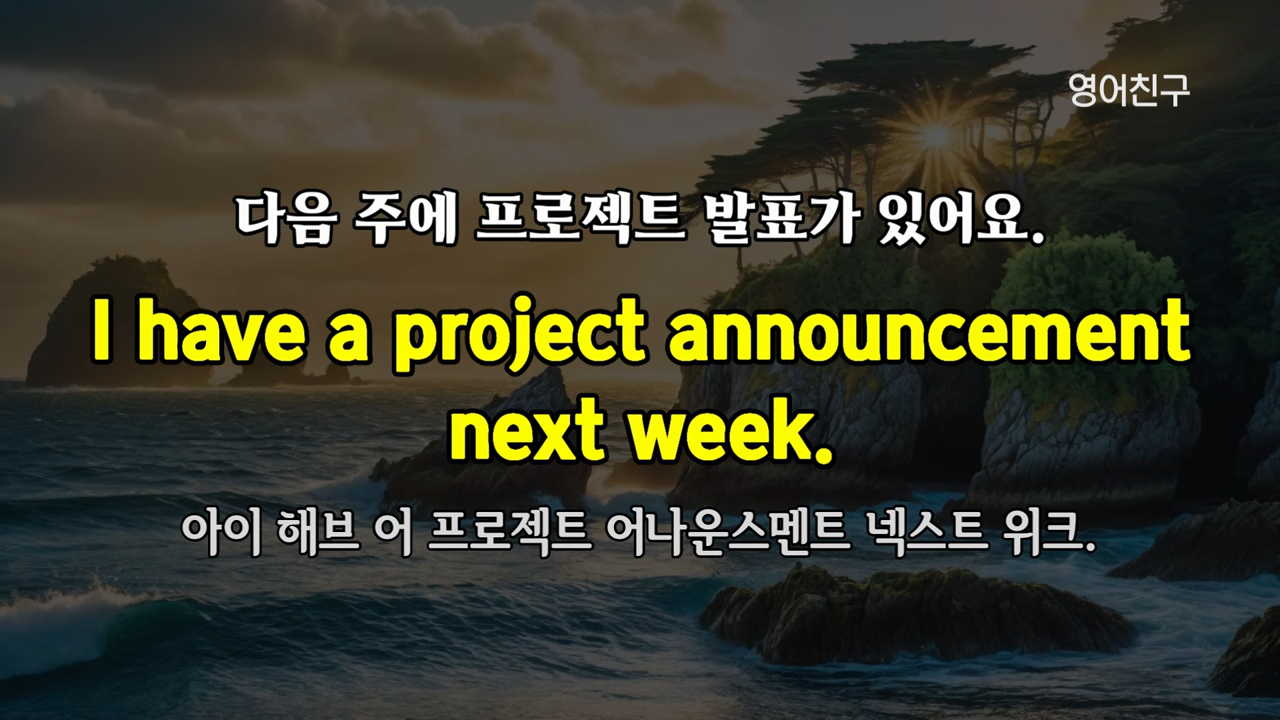 영어친구
다음 주에 프로젝트 발표가 있어요.
I have a project announcement
next week.
아이 해브 어 프로젝트 어나운스멘트 넥스트 위크.